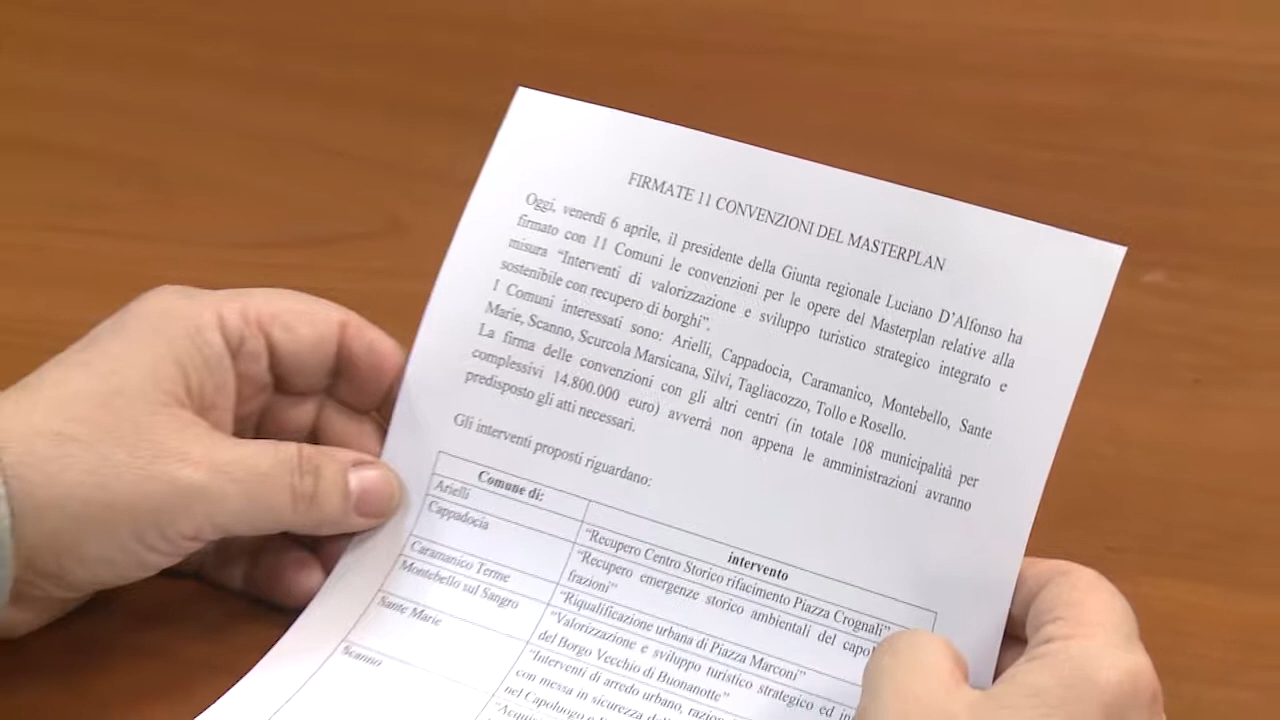 FIRMATE 11 CONVENZIONI DEL MASTERPLAN
Oggi, venerdì 6 aprile, il presidente della Giunta regionale Luciano D'Alfonso ha
firmato con 11 Comuni le convenzioni per le opere del Masterplan relative alla
misura "Interventi di valorizzazione e sviluppo turistico strategico integrato e
sostenibile con recupero di borghi".
I Comuni interessati sono: Arielli, Cappadocia, Caramanico, Montebello, Sante
Marie, Scanno, Scurcola Marsicana, Silvi, Tagliacozzo, Tollo e Rosello.
La firma delle convenzioni con gli altri centri (in totale 108 municipalità per
complessivi 14.800.000 euro) avverrà non appena le amministrazioni avranno
predisposto gli atti necessari.
Gli interventi proposti riguardano:
Comune di:
intervento
Arielli
"Recupero Centro Storico rifacimento Piazza Crognali"
Cappadocia
"Recupero emergenze storico ambientali del
frazioni"
Caramanico Terme
"Riqualificazione urbana di Piazza Marconi"
Montebello sul Sangro
"Valorizzazione e sviluppo turistico strategico ed
del Borgo Vecchio di Buonanotte"
Sante Marie
"Interventi di arredo urbano,
con messa in sicurezza
nel Capoluogo e
Scanno